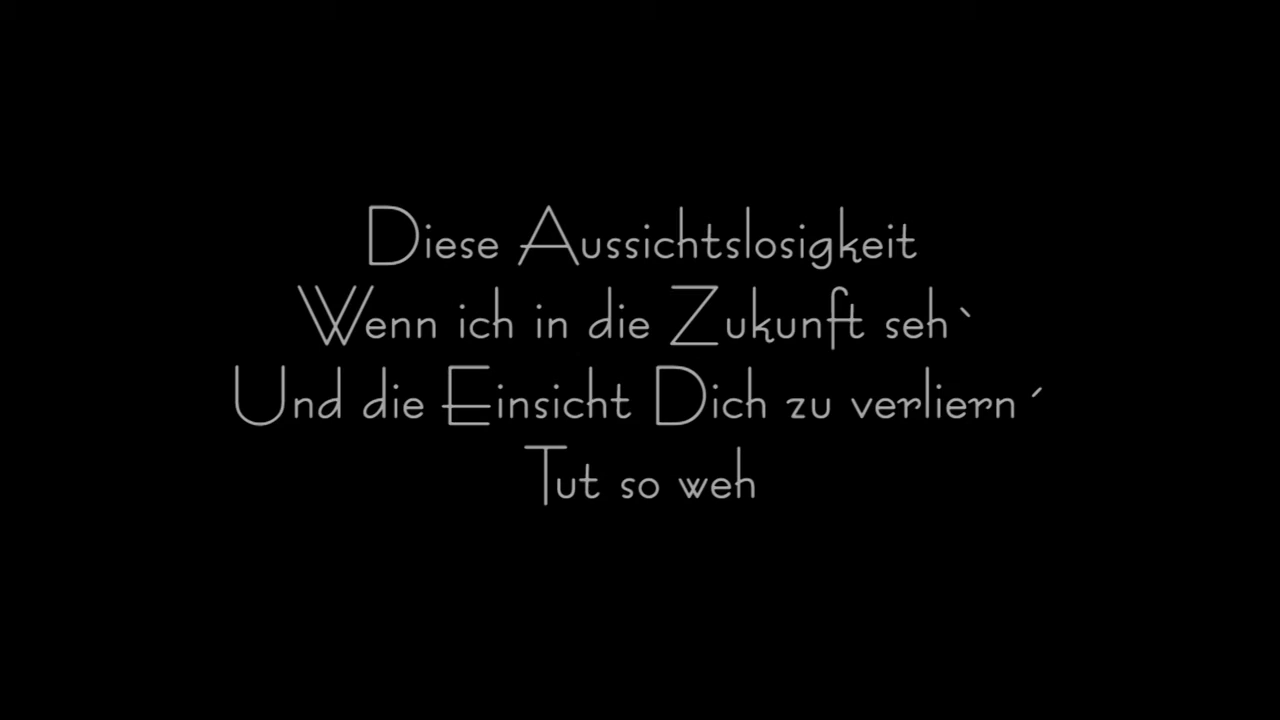 Diese Aussichtslosigkeit
Wenn ich in die Zukunft seh`
Und die Einsicht Dich zu verliern´
Tut so weh